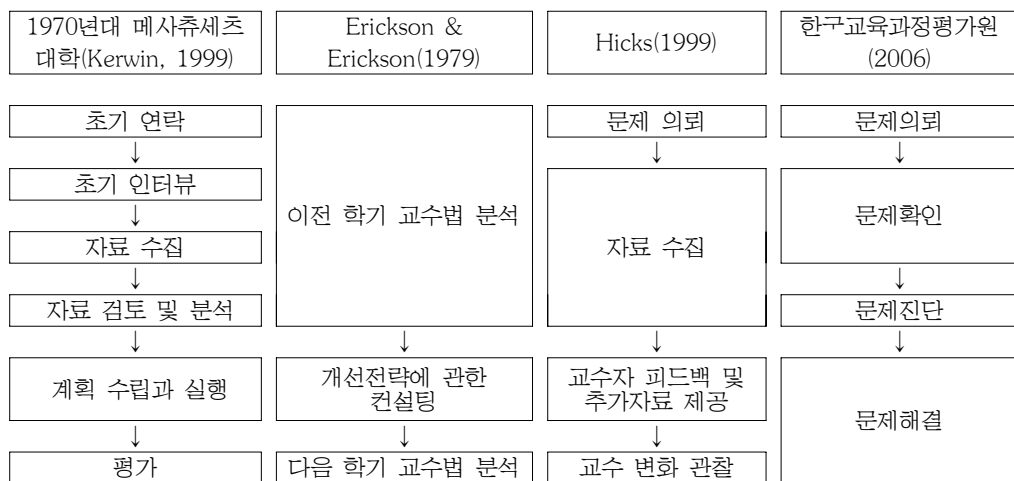 1970년대 메사츄세츠
대학(Kerwin, 1999)
Erickson &
Erickson(1979)
Hicks(1999)
한국교육과정평가원
(2006)
초기 연락
↓
초기 인터뷰
↓
자료 수집
↓
자료 검토 및 분석
↓
계획 수립과 실행
↓
평가
이전 학기 교수법 분석
↓
개선전략에 관한
컨설팅
↓
다음 학기 교수법 분석
문제 의뢰
↓
자료 수집
↓
교수자 피드백 및
추가자료 제공
↓
교수 변화 관찰
문제의뢰
↓
문제확인
↓
문제진단
↓
문제해결